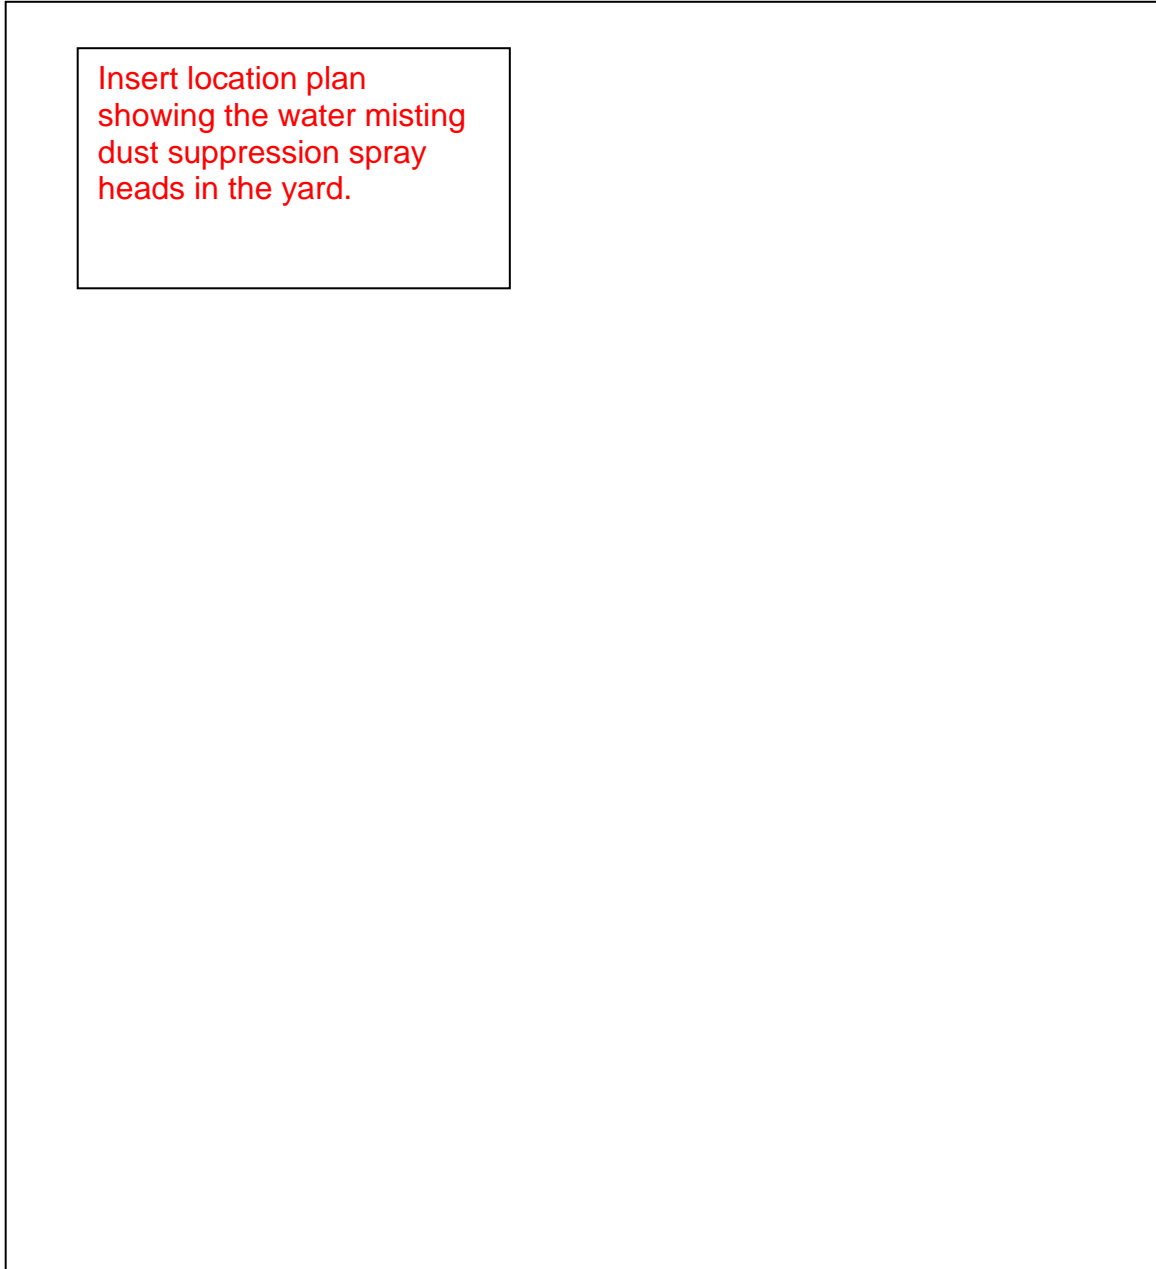 Insert location plan
showing the water misting
dust suppression spray
heads in the yard.